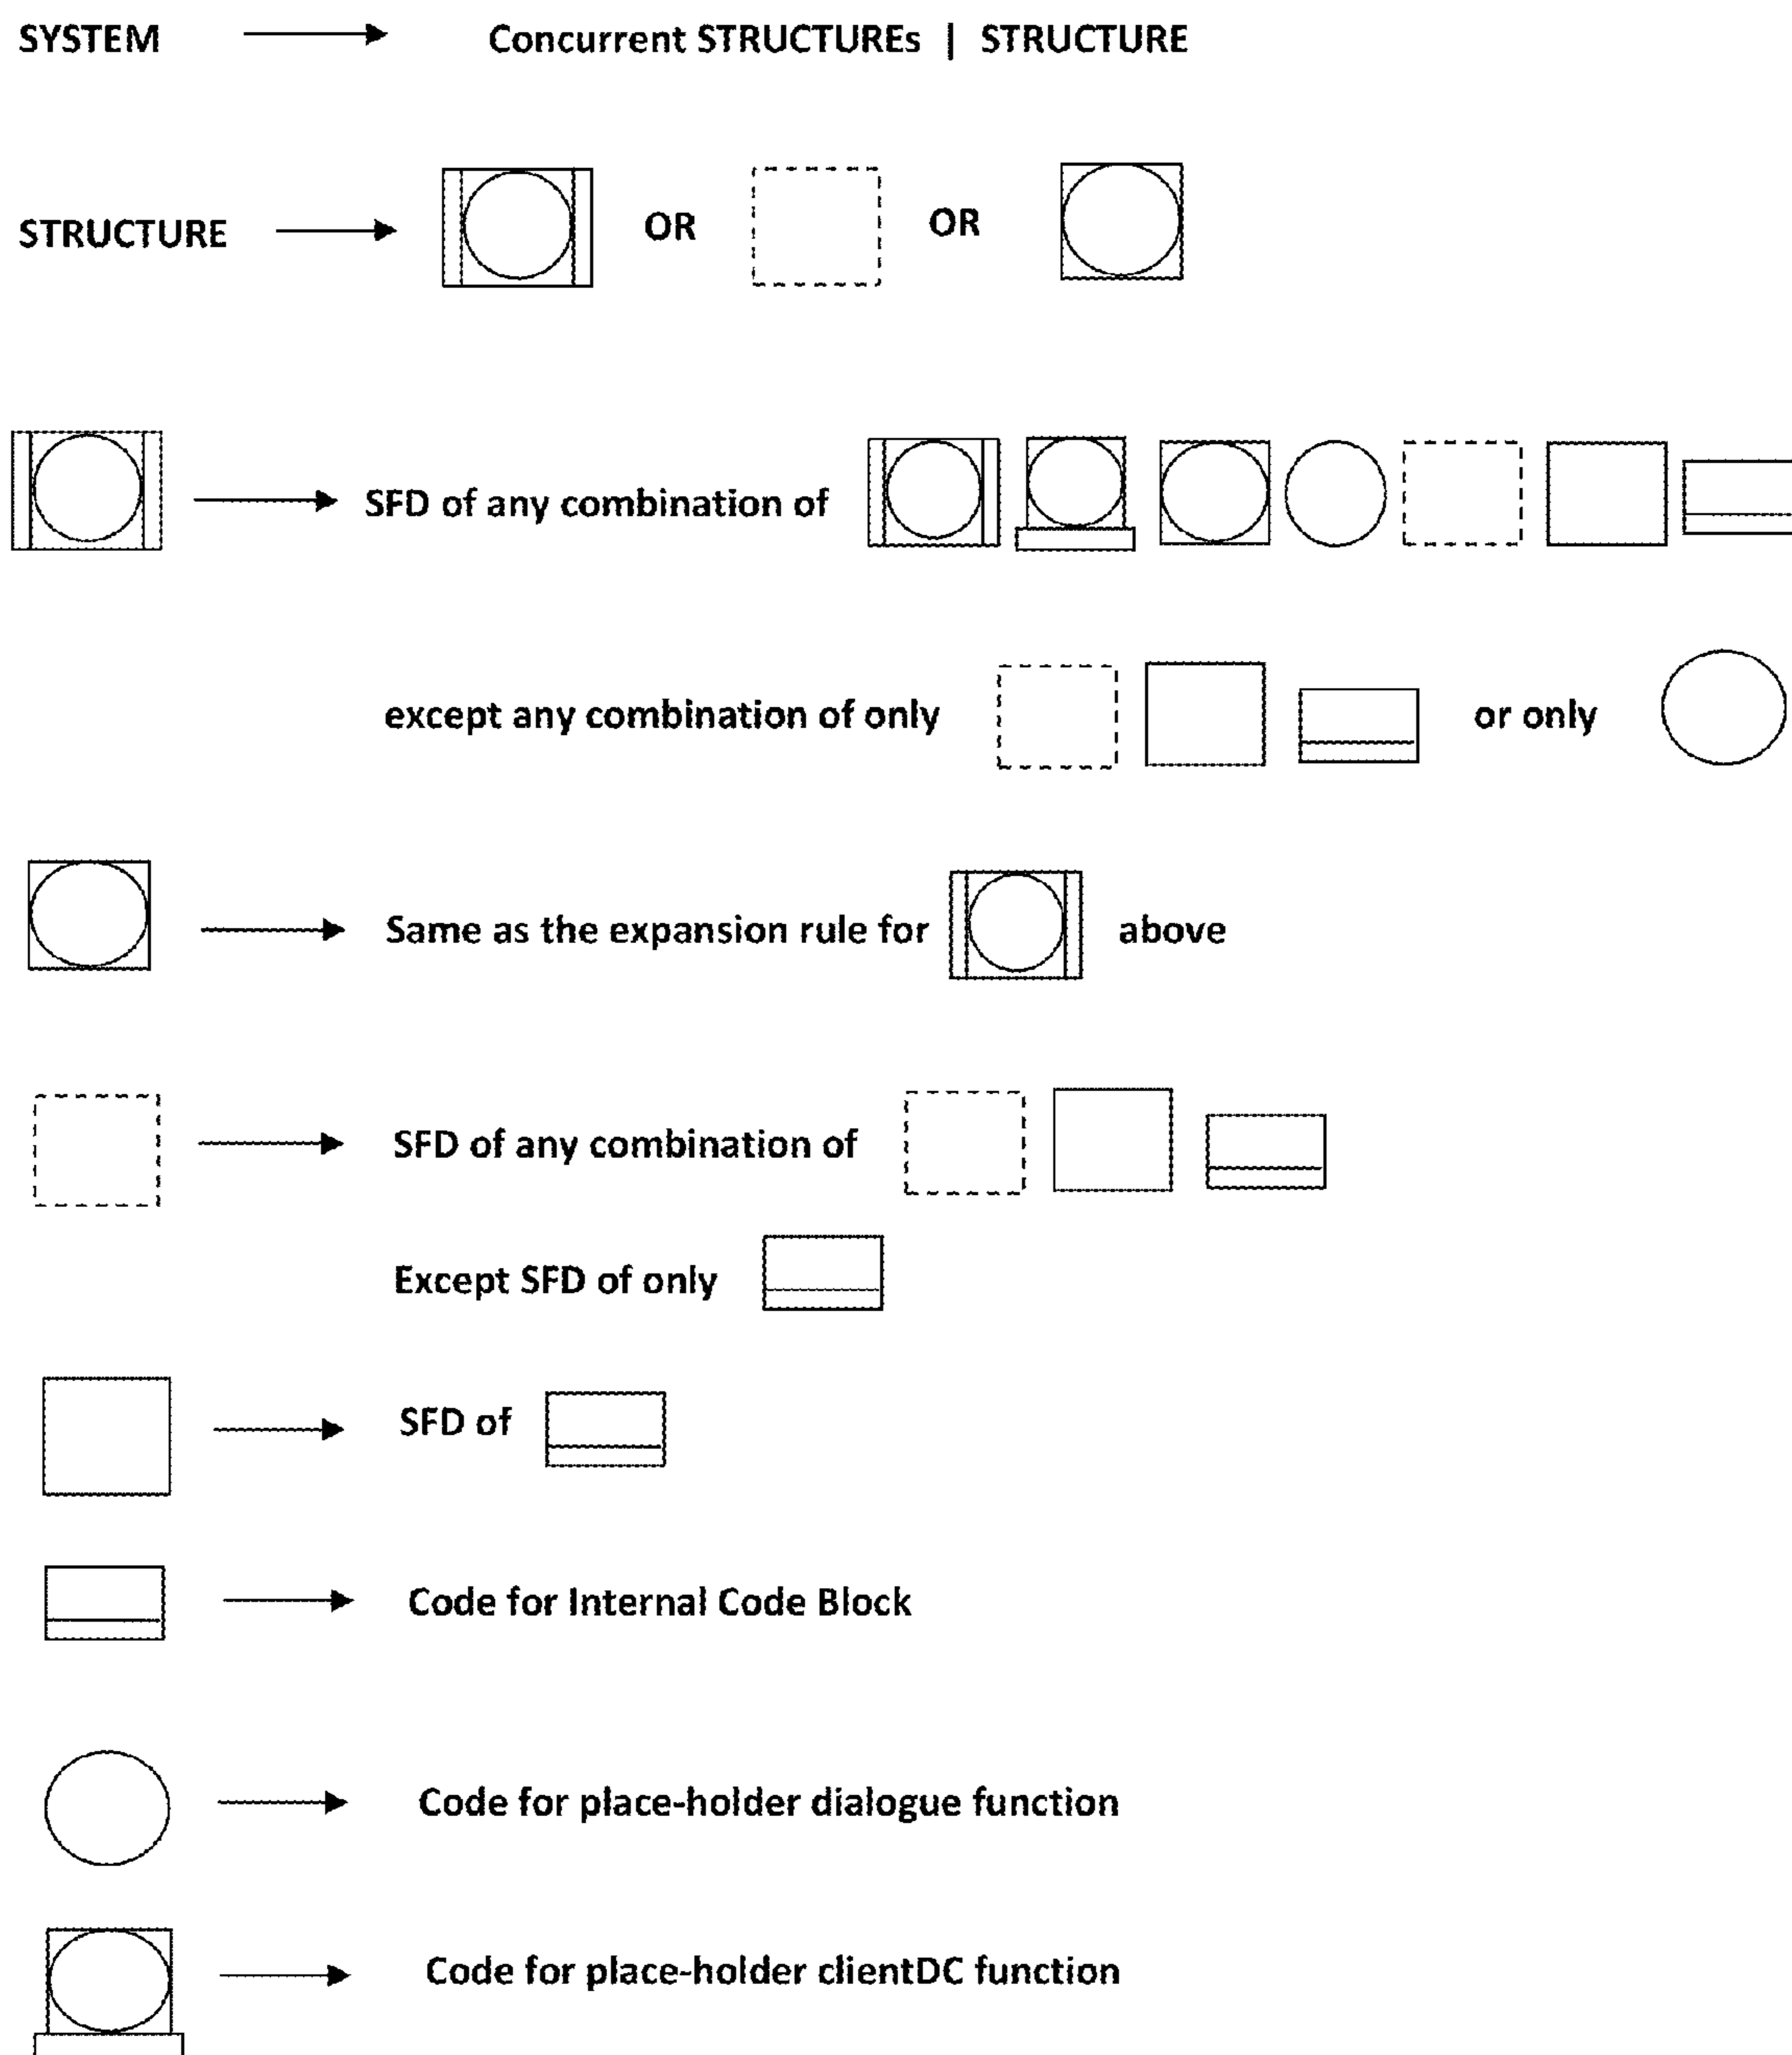 SYSTEM Concurrent STRUCTUREs | STRUCTURE
STRUCTURE OR OR
SFD of any combination of
except any combination of only or only
Same as the expansion rule for above
SFD of any combination of
Except SFD of only
SFD of
Code for Internal Code Block
Code for place-holder dialogue function
Code for place-holder clientDC function